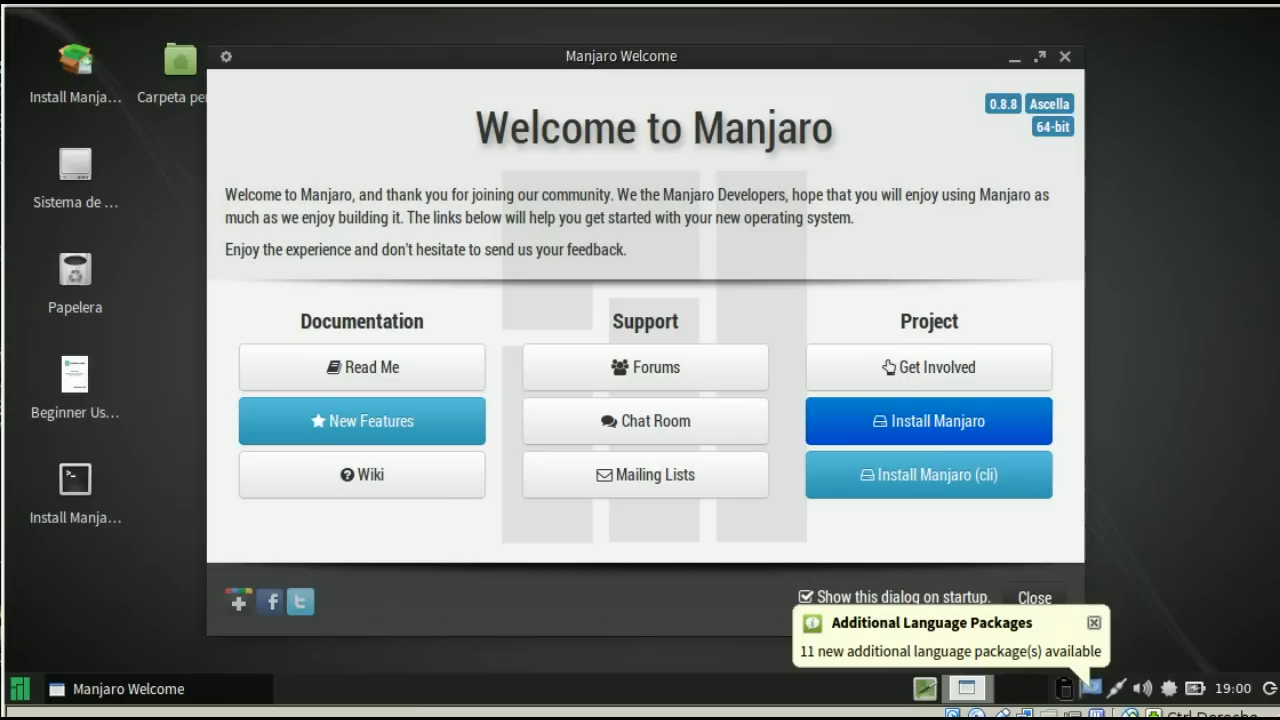 Manjaro Welcome
Install Manja...
Carpeta per
Sistema de ...
Papelera
Beginner Us...
Install Manja...
0.8.8 Ascella
64-bit
Welcome to Manjaro
Welcome to Manjaro, and thank you for joining our community. We the Manjaro Developers, hope that you will enjoy using Manjaro as
much as we enjoy building it. The links below will help you get started with your new operating system.
Enjoy the experience and don't hesitate to send us your feedback.
Documentation
Read Me
New Features
Wiki
Support
Forums
Chat Room
Mailing Lists
Project
Get Involved
Install Manjaro
Install Manjaro (cli)
Show this dialog on startup.
Close
Additional Language Packages
11 new additional language package(s) available
Manjaro Welcome
19:00
Ctrl Derecho